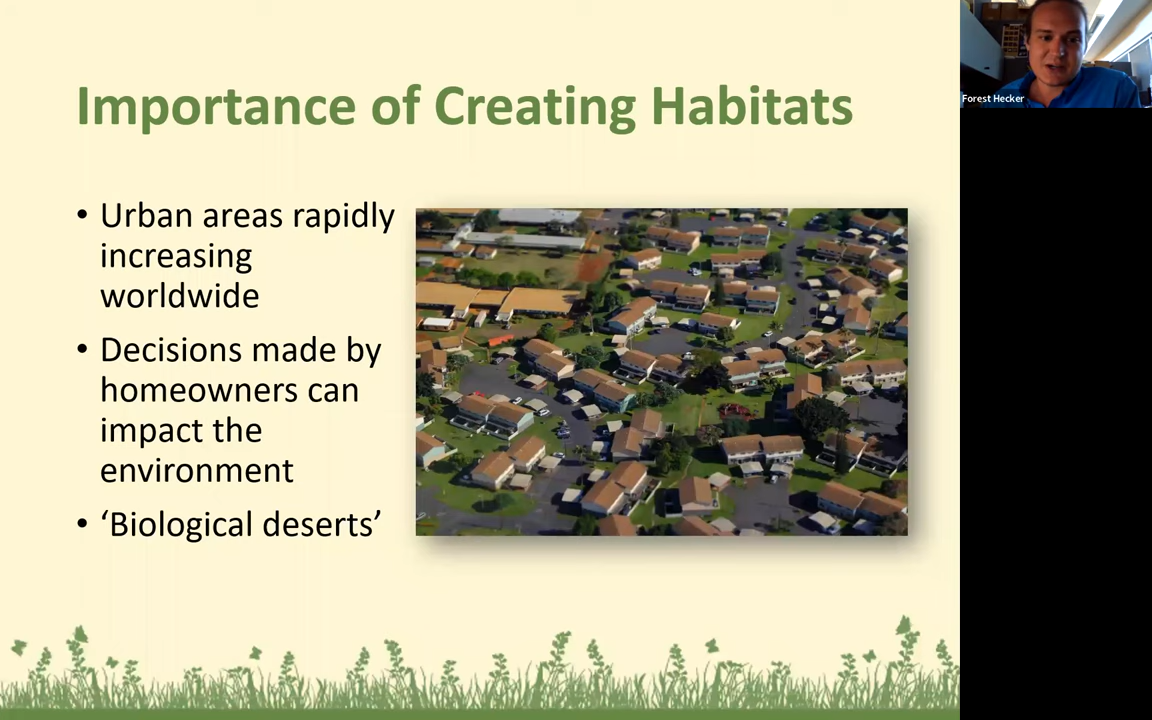 Importance of Creating Habitats
• Urban areas rapidly
increasing
worldwide
• Decisions made by
homeowners can
impact the
environment
• ‘Biological deserts’
Forest Hecker